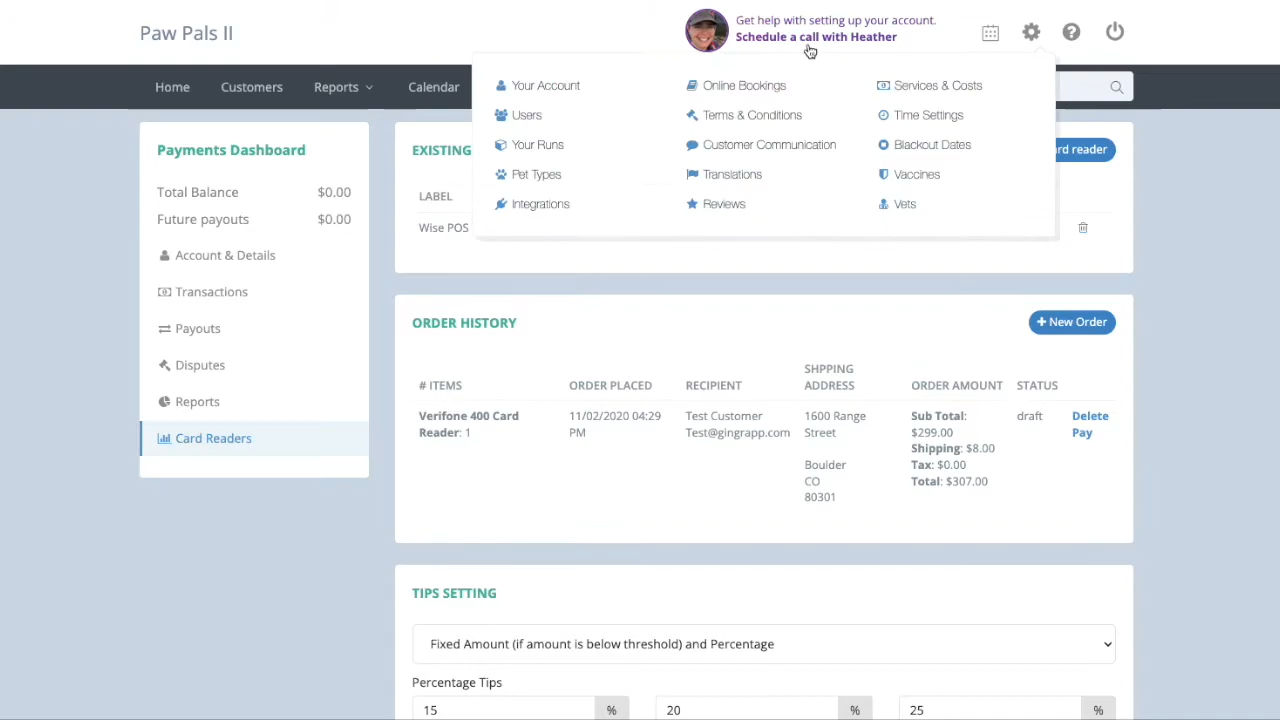 Paw Pals II
Get help with setting up your account.
Schedule a call with Heather
Home Customers Reports Calendar
Your Account Online Bookings Services & Costs
Users Terms & Conditions Time Settings
Your Runs Customer Communication Blackout Dates
Pet Types Translations Vaccines
Integrations Reviews Vets
Payments Dashboard
Total Balance $0.00
Future payouts $0.00
Account & Details
Transactions
Payouts
Disputes
Reports
Card Readers
EXISTING
rd reader
LABEL
Wise POS
ORDER HISTORY
+ New Order
# ITEMS ORDER PLACED RECIPIENT SHPPING ADDRESS ORDER AMOUNT STATUS
Verifone 400 Card 11/02/2020 04:29 Test Customer 1600 Range Sub Total: draft Delete
Reader: 1 PM Test@gingrapp.com Street $299.00 Pay
Shipping: $8.00
Boulder Tax: $0.00
CO Total: $307.00
80301
TIPS SETTING
Fixed Amount (if amount is below threshold) and Percentage
Percentage Tips
15 % 20 % 25 %